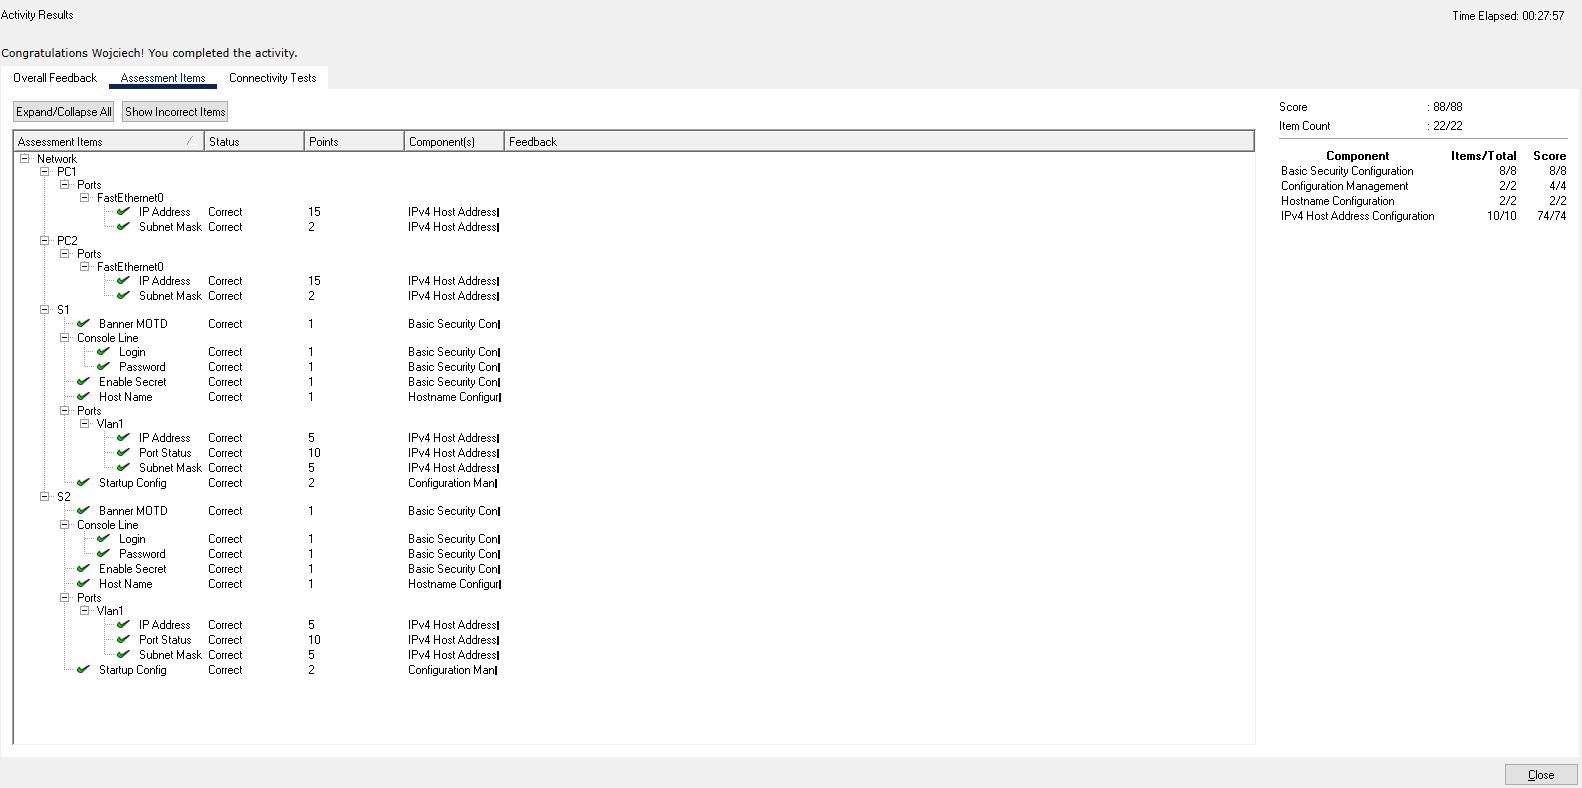 Activity Results
Time Elapsed: 00:27:57
Congratulations Wojciech! You completed the activity.
Overall Feedback Assessment Items Connectivity Tests
Expand/Collapse All Show Incorrect Items
Assessment Items Status Points Component(s) Feedback
Network
PC1
Ports
FastEthernet0
IP Address Correct 15 IPv4 Host Address
Subnet Mask Correct 2 IPv4 Host Address
PC2
Ports
FastEthernet0
IP Address Correct 15 IPv4 Host Address
Subnet Mask Correct 2 IPv4 Host Address
S1
Banner MOTD Correct 1 Basic Security Con
Console Line
Login Correct 1 Basic Security Con
Password Correct 1 Basic Security Con
Enable Secret Correct 1 Basic Security Con
Host Name Correct 1 Hostname Configur
Ports
Vlan1
IP Address Correct 5 IPv4 Host Address
Port Status Correct 10 IPv4 Host Address
Subnet Mask Correct 5 IPv4 Host Address
Startup Config Correct 2 Configuration Man
S2
Banner MOTD Correct 1 Basic Security Con
Console Line
Login Correct 1 Basic Security Con
Password Correct 1 Basic Security Con
Enable Secret Correct 1 Basic Security Con
Host Name Correct 1 Hostname Configur
Ports
Vlan1
IP Address Correct 5 IPv4 Host Address
Port Status Correct 10 IPv4 Host Address
Subnet Mask Correct 5 IPv4 Host Address
Startup Config Correct 2 Configuration Man
Score : 88/88
Item Count : 22/22
Component Items/Total Score
Basic Security Configuration 8/8 8/8
Configuration Management 2/2 4/4
Hostname Configuration 2/2 2/2
IPv4 Host Address Configuration 10/10 74/74
Close